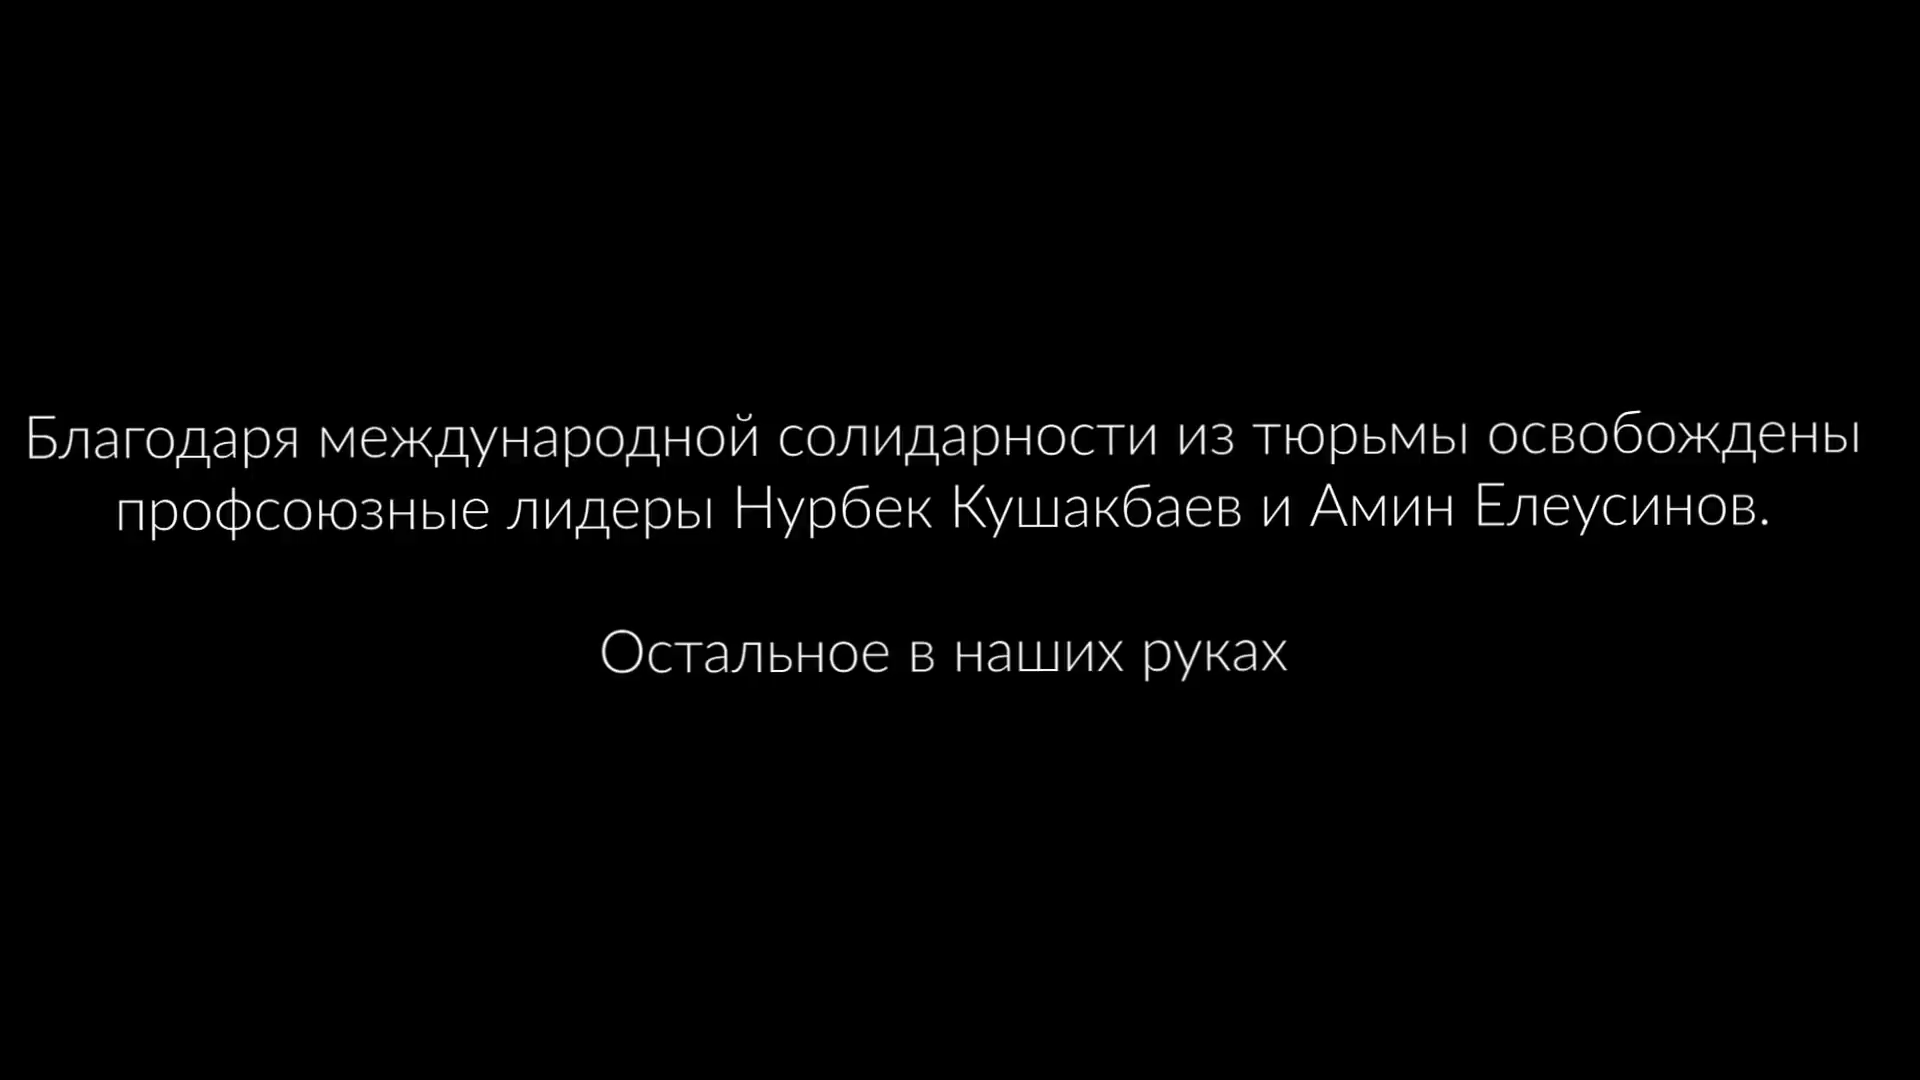 Благодаря международной солидарности из тюрьмы освобождены
профсоюзные лидеры Нурбек Кушакбаев и Амин Елеусинов.
Остальное в наших руках